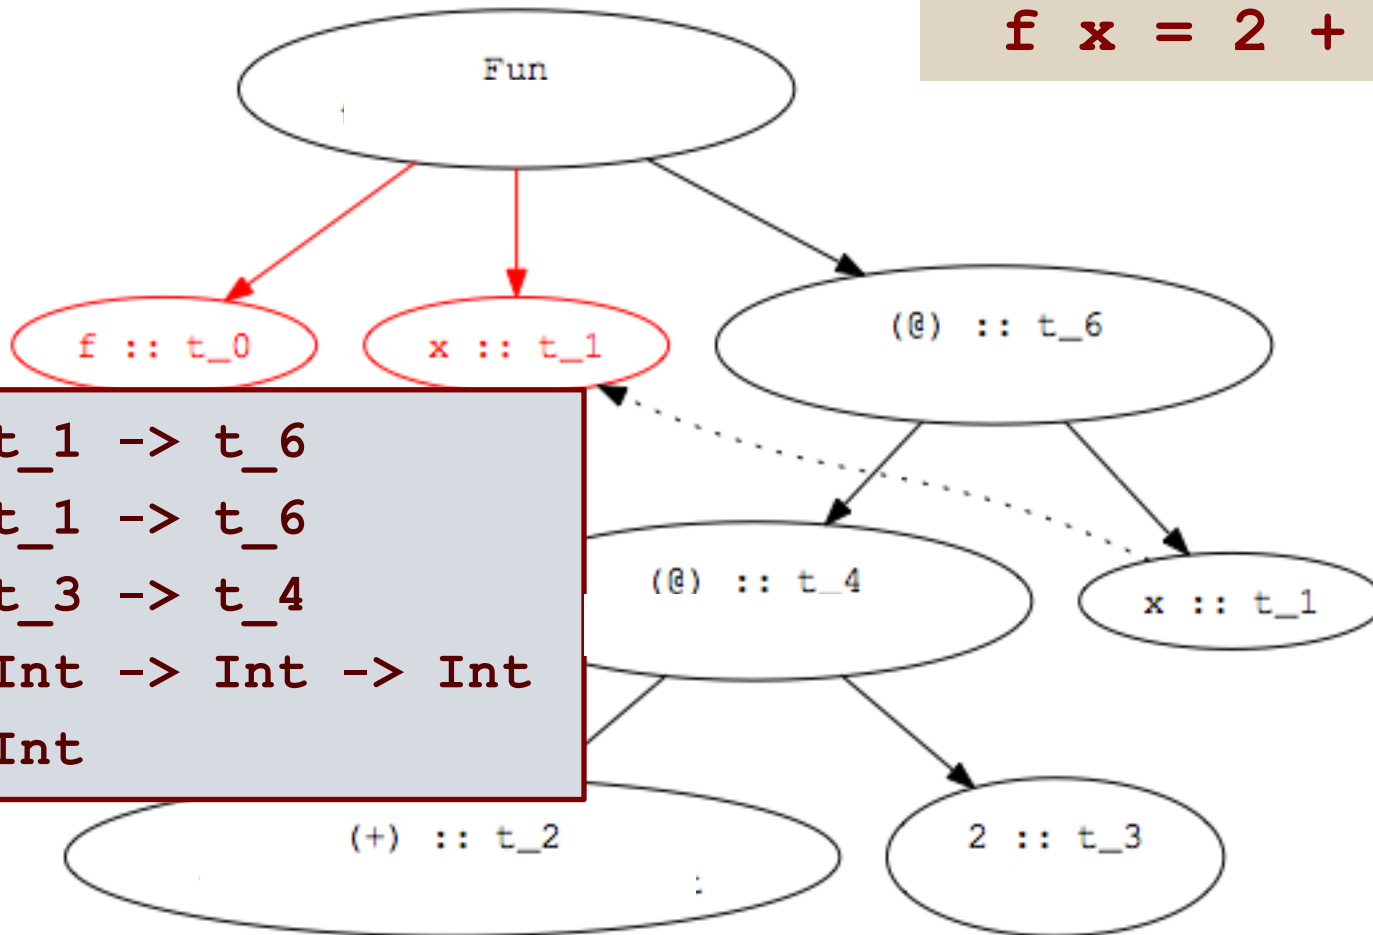 f x = 2 +
Fun
f :: t_0
x :: t_1
(@) :: t_6
t_1 -> t_6
t_1 -> t_6
t_3 -> t_4
Int -> Int -> Int
Int
(@) :: t_4
x :: t_1
(+) :: t_2
2 :: t_3